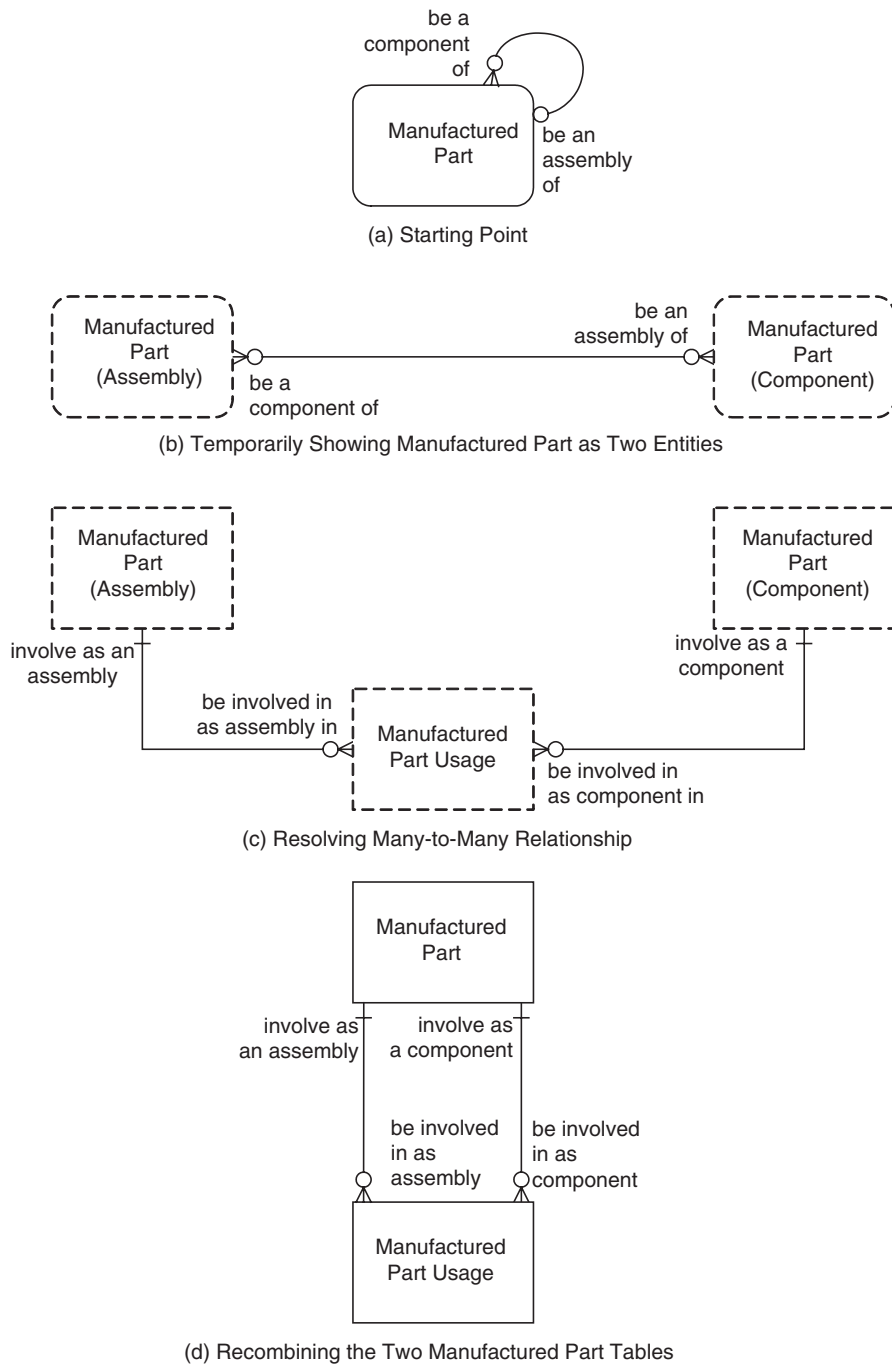 be a
component
of
Manufactured
Part
be an
assembly
of
(a) Starting Point
Manufactured
Part
(Assembly)
be a
component of
be an
assembly of
Manufactured
Part
(Component)
(b) Temporarily Showing Manufactured Part as Two Entities
Manufactured
Part
(Assembly)
Manufactured
Part
(Component)
involve as an
assembly
involve as a
component
be involved in
as assembly in
Manufactured
Part Usage
be involved in
as component in
(c) Resolving Many-to-Many Relationship
Manufactured
Part
involve as
an assembly
involve as
a component
be involved
in as
assembly
be involved
in as
component
Manufactured
Part Usage
(d) Recombining the Two Manufactured Part Tables